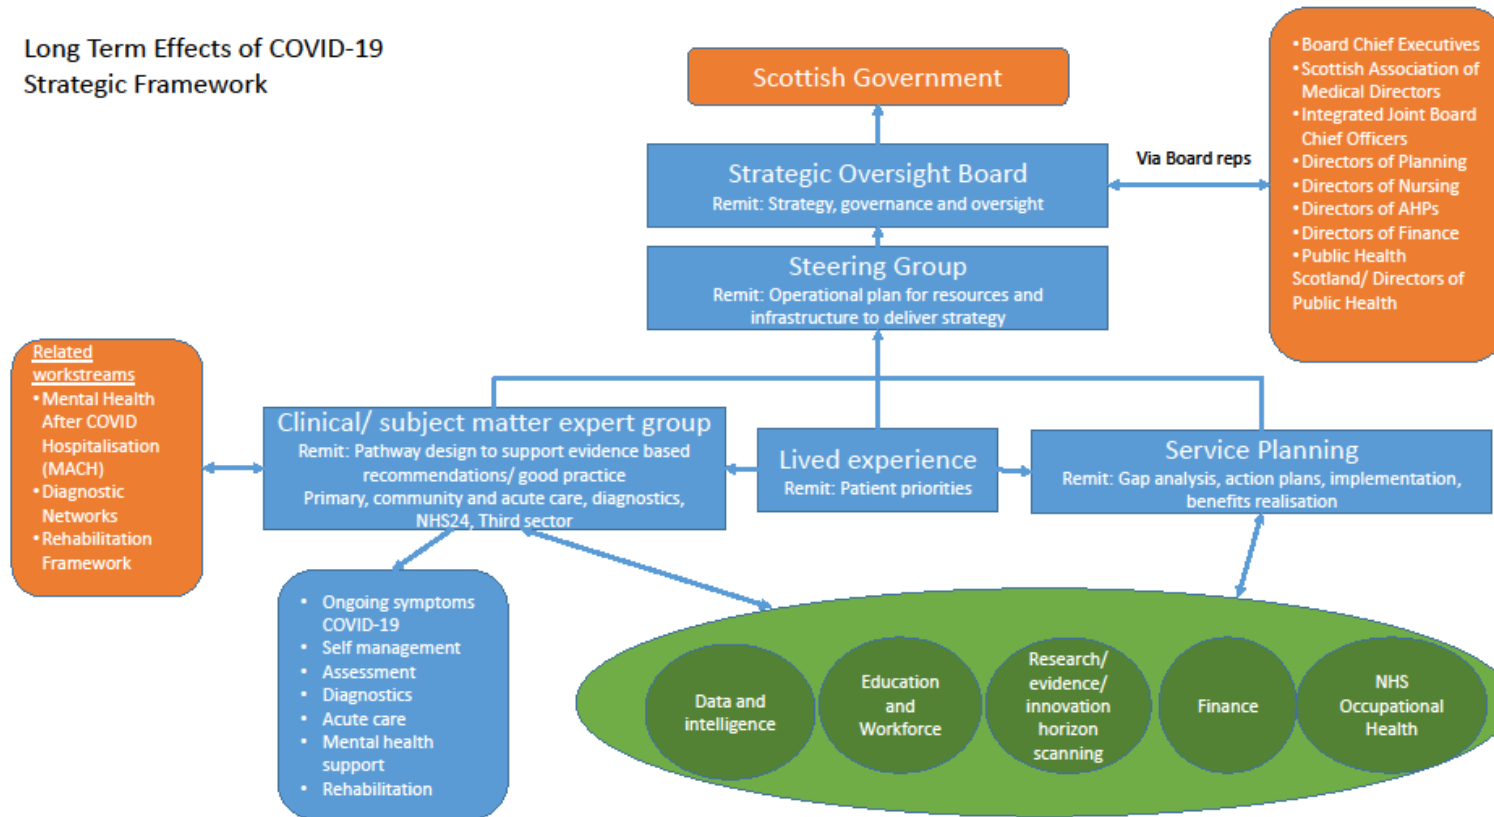 Long Term Effects of COVID-19
Strategic Framework
Scottish Government
Strategic Oversight Board
Remit: Strategy, governance and oversight
Via Board reps
•Board Chief Executives
•Scottish Association of
Medical Directors
•Integrated Joint Board
Chief Officers
•Directors of Planning
•Directors of Nursing
•Directors of AHPs
•Directors of Finance
•Public Health
Scotland/ Directors of
Public Health
Steering Group
Remit: Operational plan for resources and
infrastructure to deliver strategy
Related
workstreams
•Mental Health
After COVID
Hospitalisation
(MACH)
•Diagnostic
Networks
•Rehabilitation
Framework
Clinical/ subject matter expert group
Remit: Pathway design to support evidence based
recommendations/ good practice
Primary, community and acute care, diagnostics,
NHS24, Third sector
Lived experience
Remit: Patient priorities
Service Planning
Remit: Gap analysis, action plans, implementation,
benefits realisation
• Ongoing symptoms
COVID-19
• Self management
• Assessment
• Diagnostics
• Acute care
• Mental health
support
• Rehabilitation
Data and
intelligence
Education
and
Workforce
Research/
evidence/
innovation
horizon
scanning
Finance
NHS
Occupational
Health